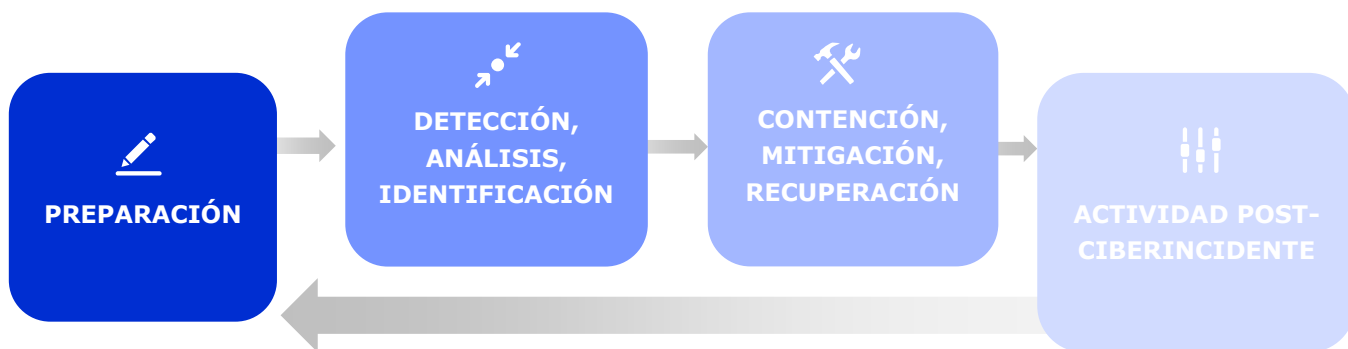 PREPARACIÓN
DETECCIÓN,
ANÁLISIS,
IDENTIFICACIÓN
CONTENCIÓN,
MITIGACIÓN,
RECUPERACIÓN
ACTIVIDAD POST-
CIBERINCIDENTE